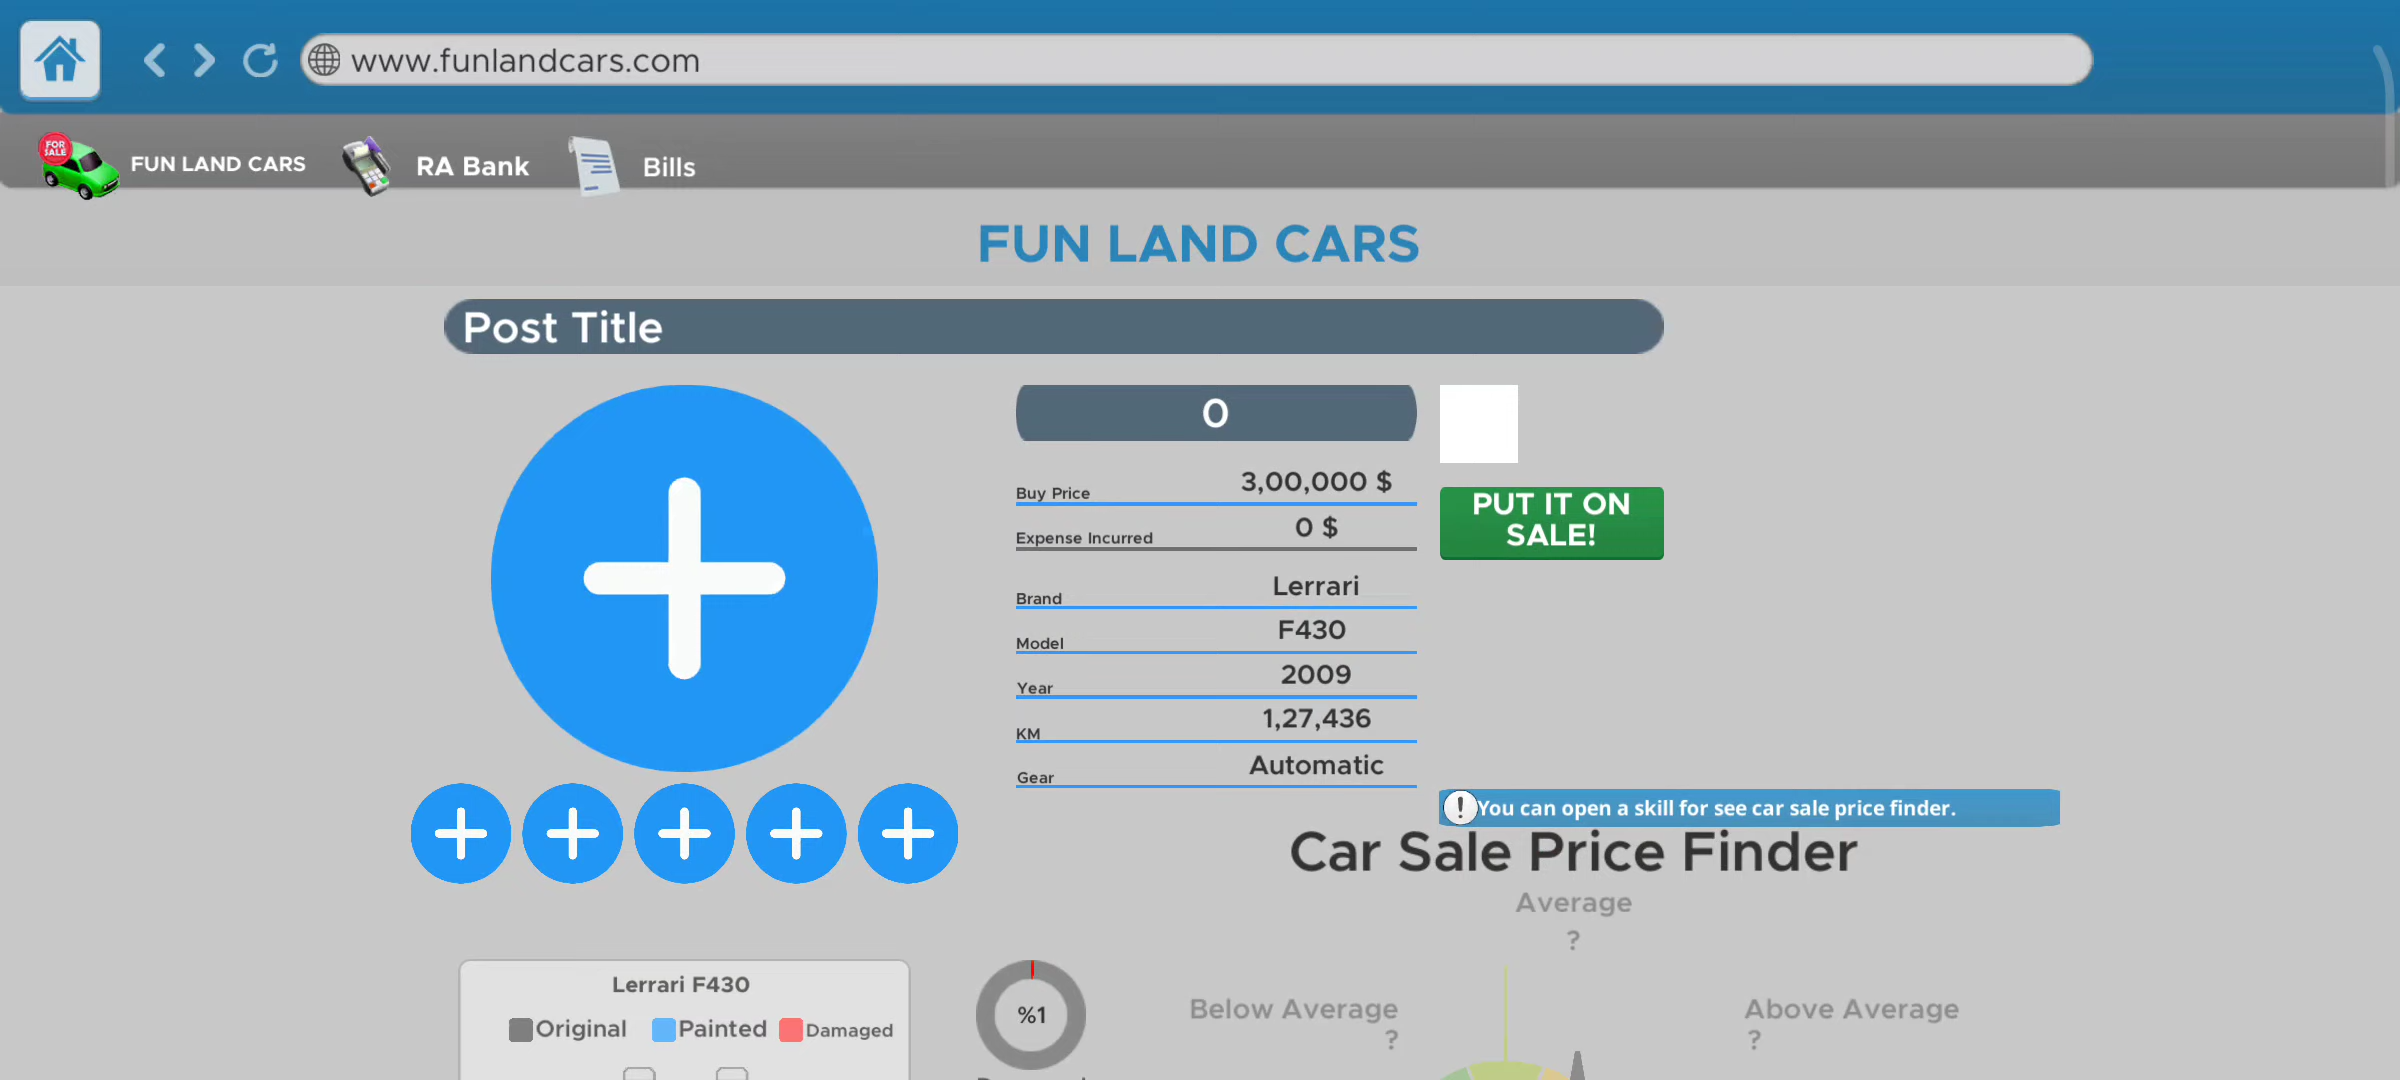 www.funlandcars.com
FOR SALE
FUN LAND CARS
RA Bank
Bills
FUN LAND CARS
Post Title
0
Buy Price 3,00,000 $
Expense Incurred 0 $
PUT IT ON
SALE!
Brand Lerrari
Model F430
Year 2009
KM 1,27,436
Gear Automatic
! You can open a skill for see car sale price finder.
Car Sale Price Finder
Average
?
Below Average
?
Above Average
?
Lerrari F430
Original Painted Damaged
%1